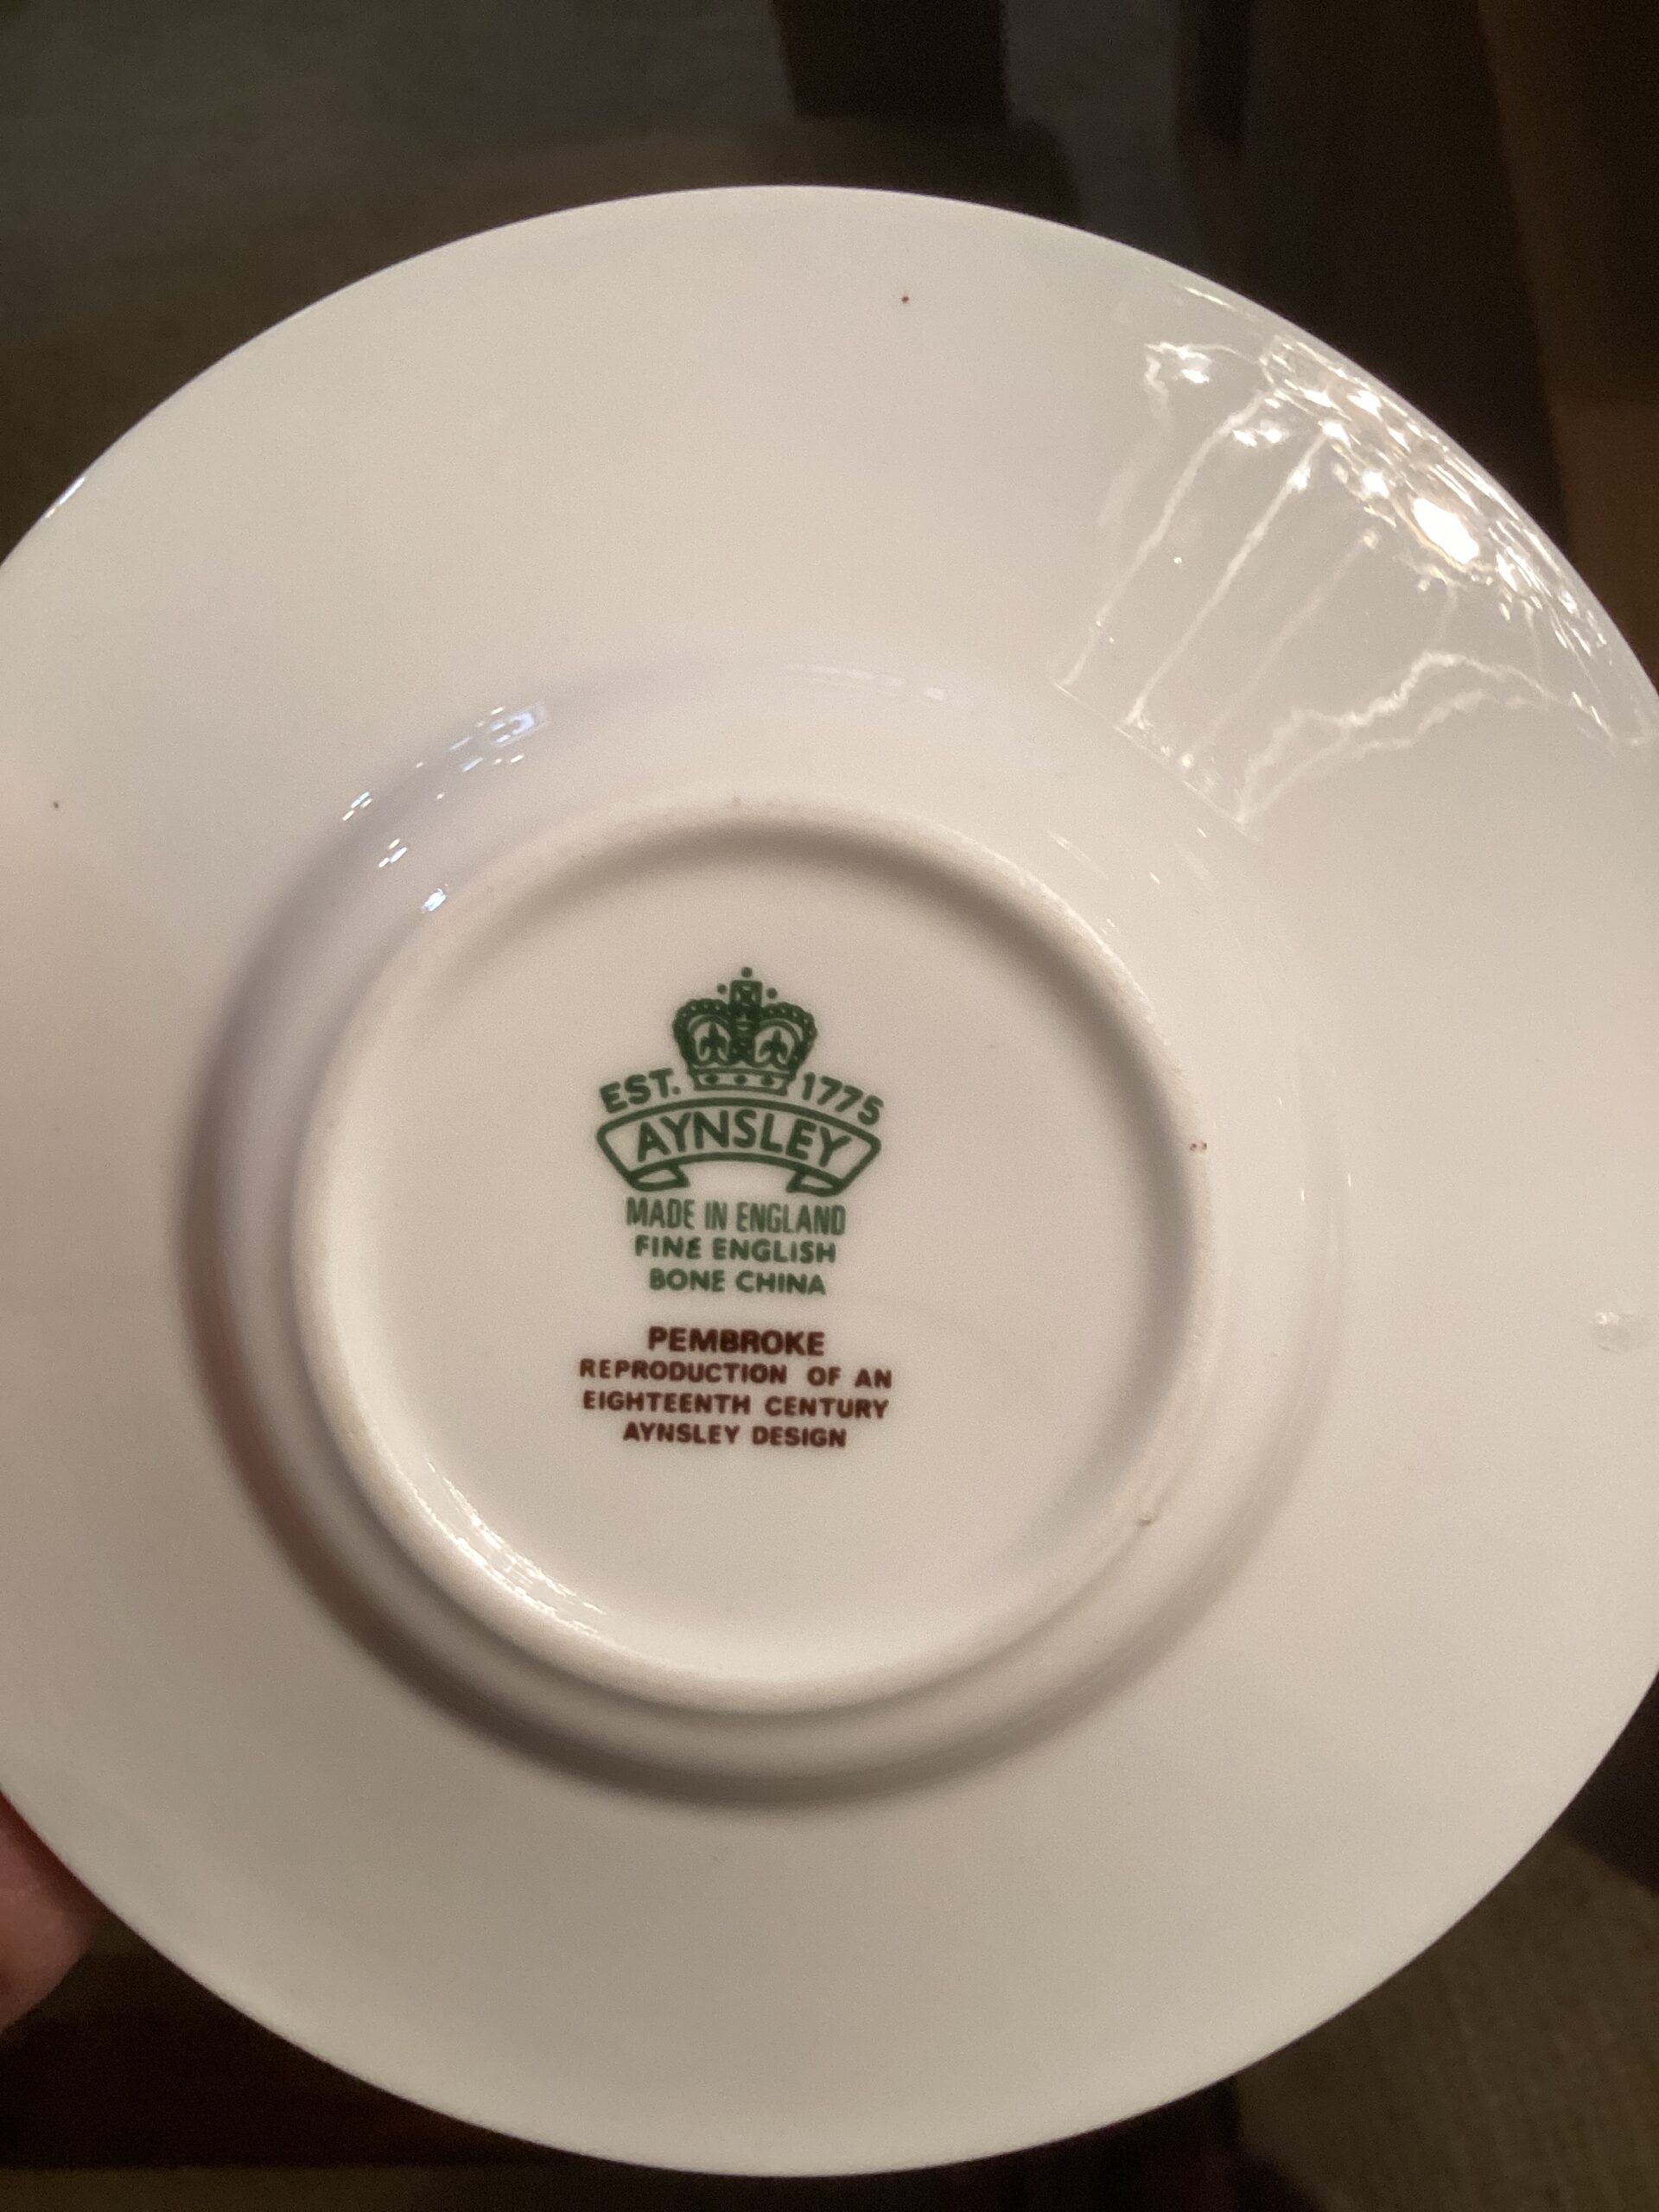 EST. 1775
AYNSLEY
MADE IN ENGLAND
FINE ENGLISH
BONE CHINA
PEMBROKE
REPRODUCTION OF AN
EIGHTEENTH CENTURY
AYNSLEY DESIGN